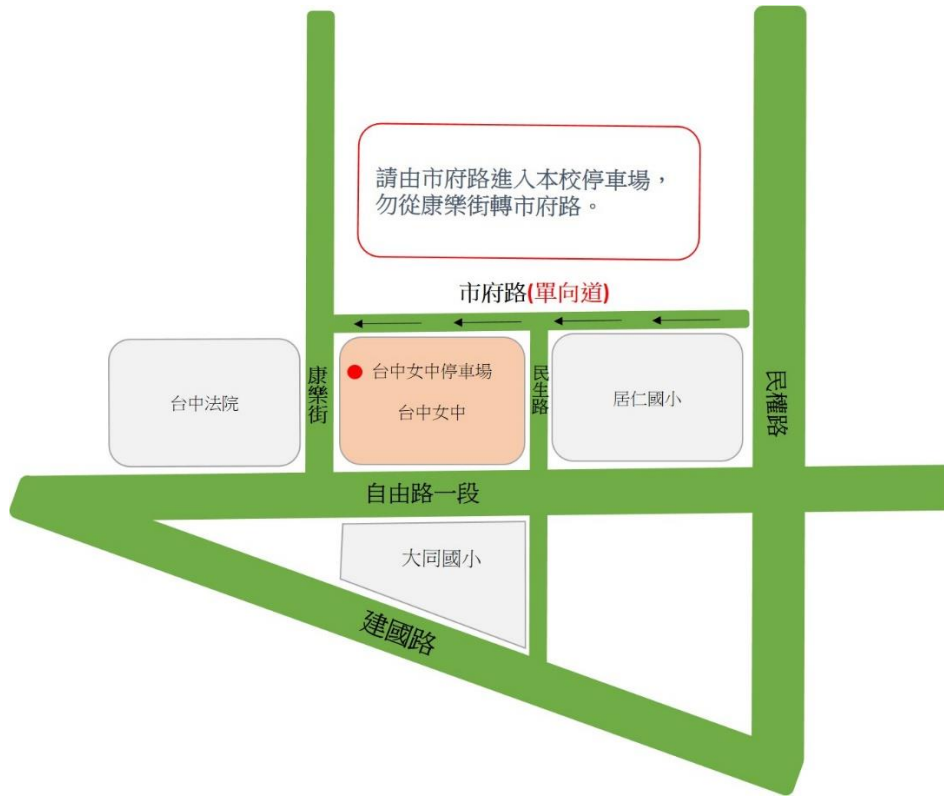 請由市府路進入本校停車場，
勿從康樂街轉市府路。
市府路(單向道)
台中法院
康樂街
台中女中停車場
台中女中
民生路
居仁國小
民權路
自由路一段
大同國小
建國路